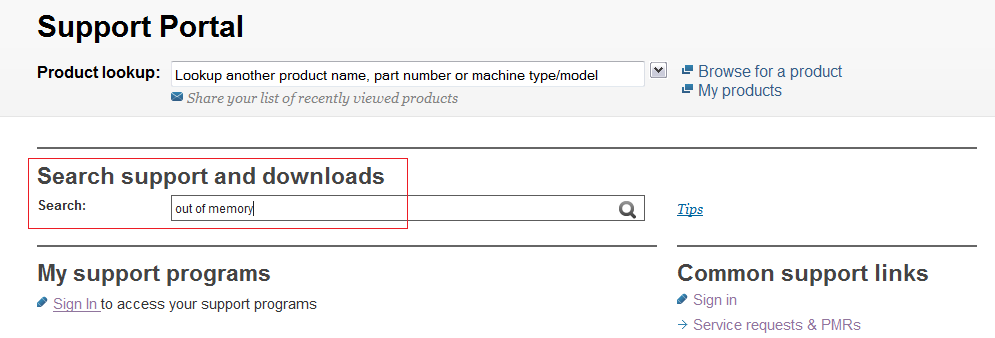 Support Portal
Product lookup: Lookup another product name, part number or machine type/model Browse for a product
Share your list of recently viewed products My products
Search support and downloads
Search: out of memory Tips
My support programs Common support links
Sign In to access your support programs Sign in
Service requests & PMRs